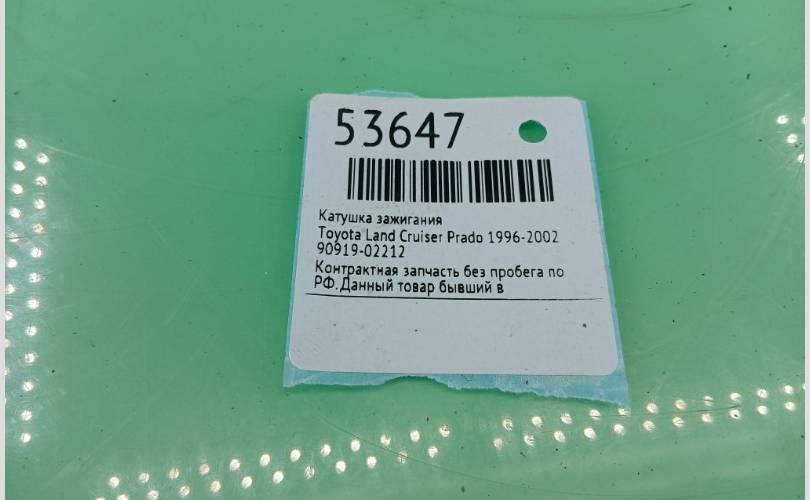 53647
Катушка зажигания
Toyota Land Cruiser Prado 1996-2002
90919-02212
Контрактная запчасть без пробега по
РФ. Данный товар бывший в